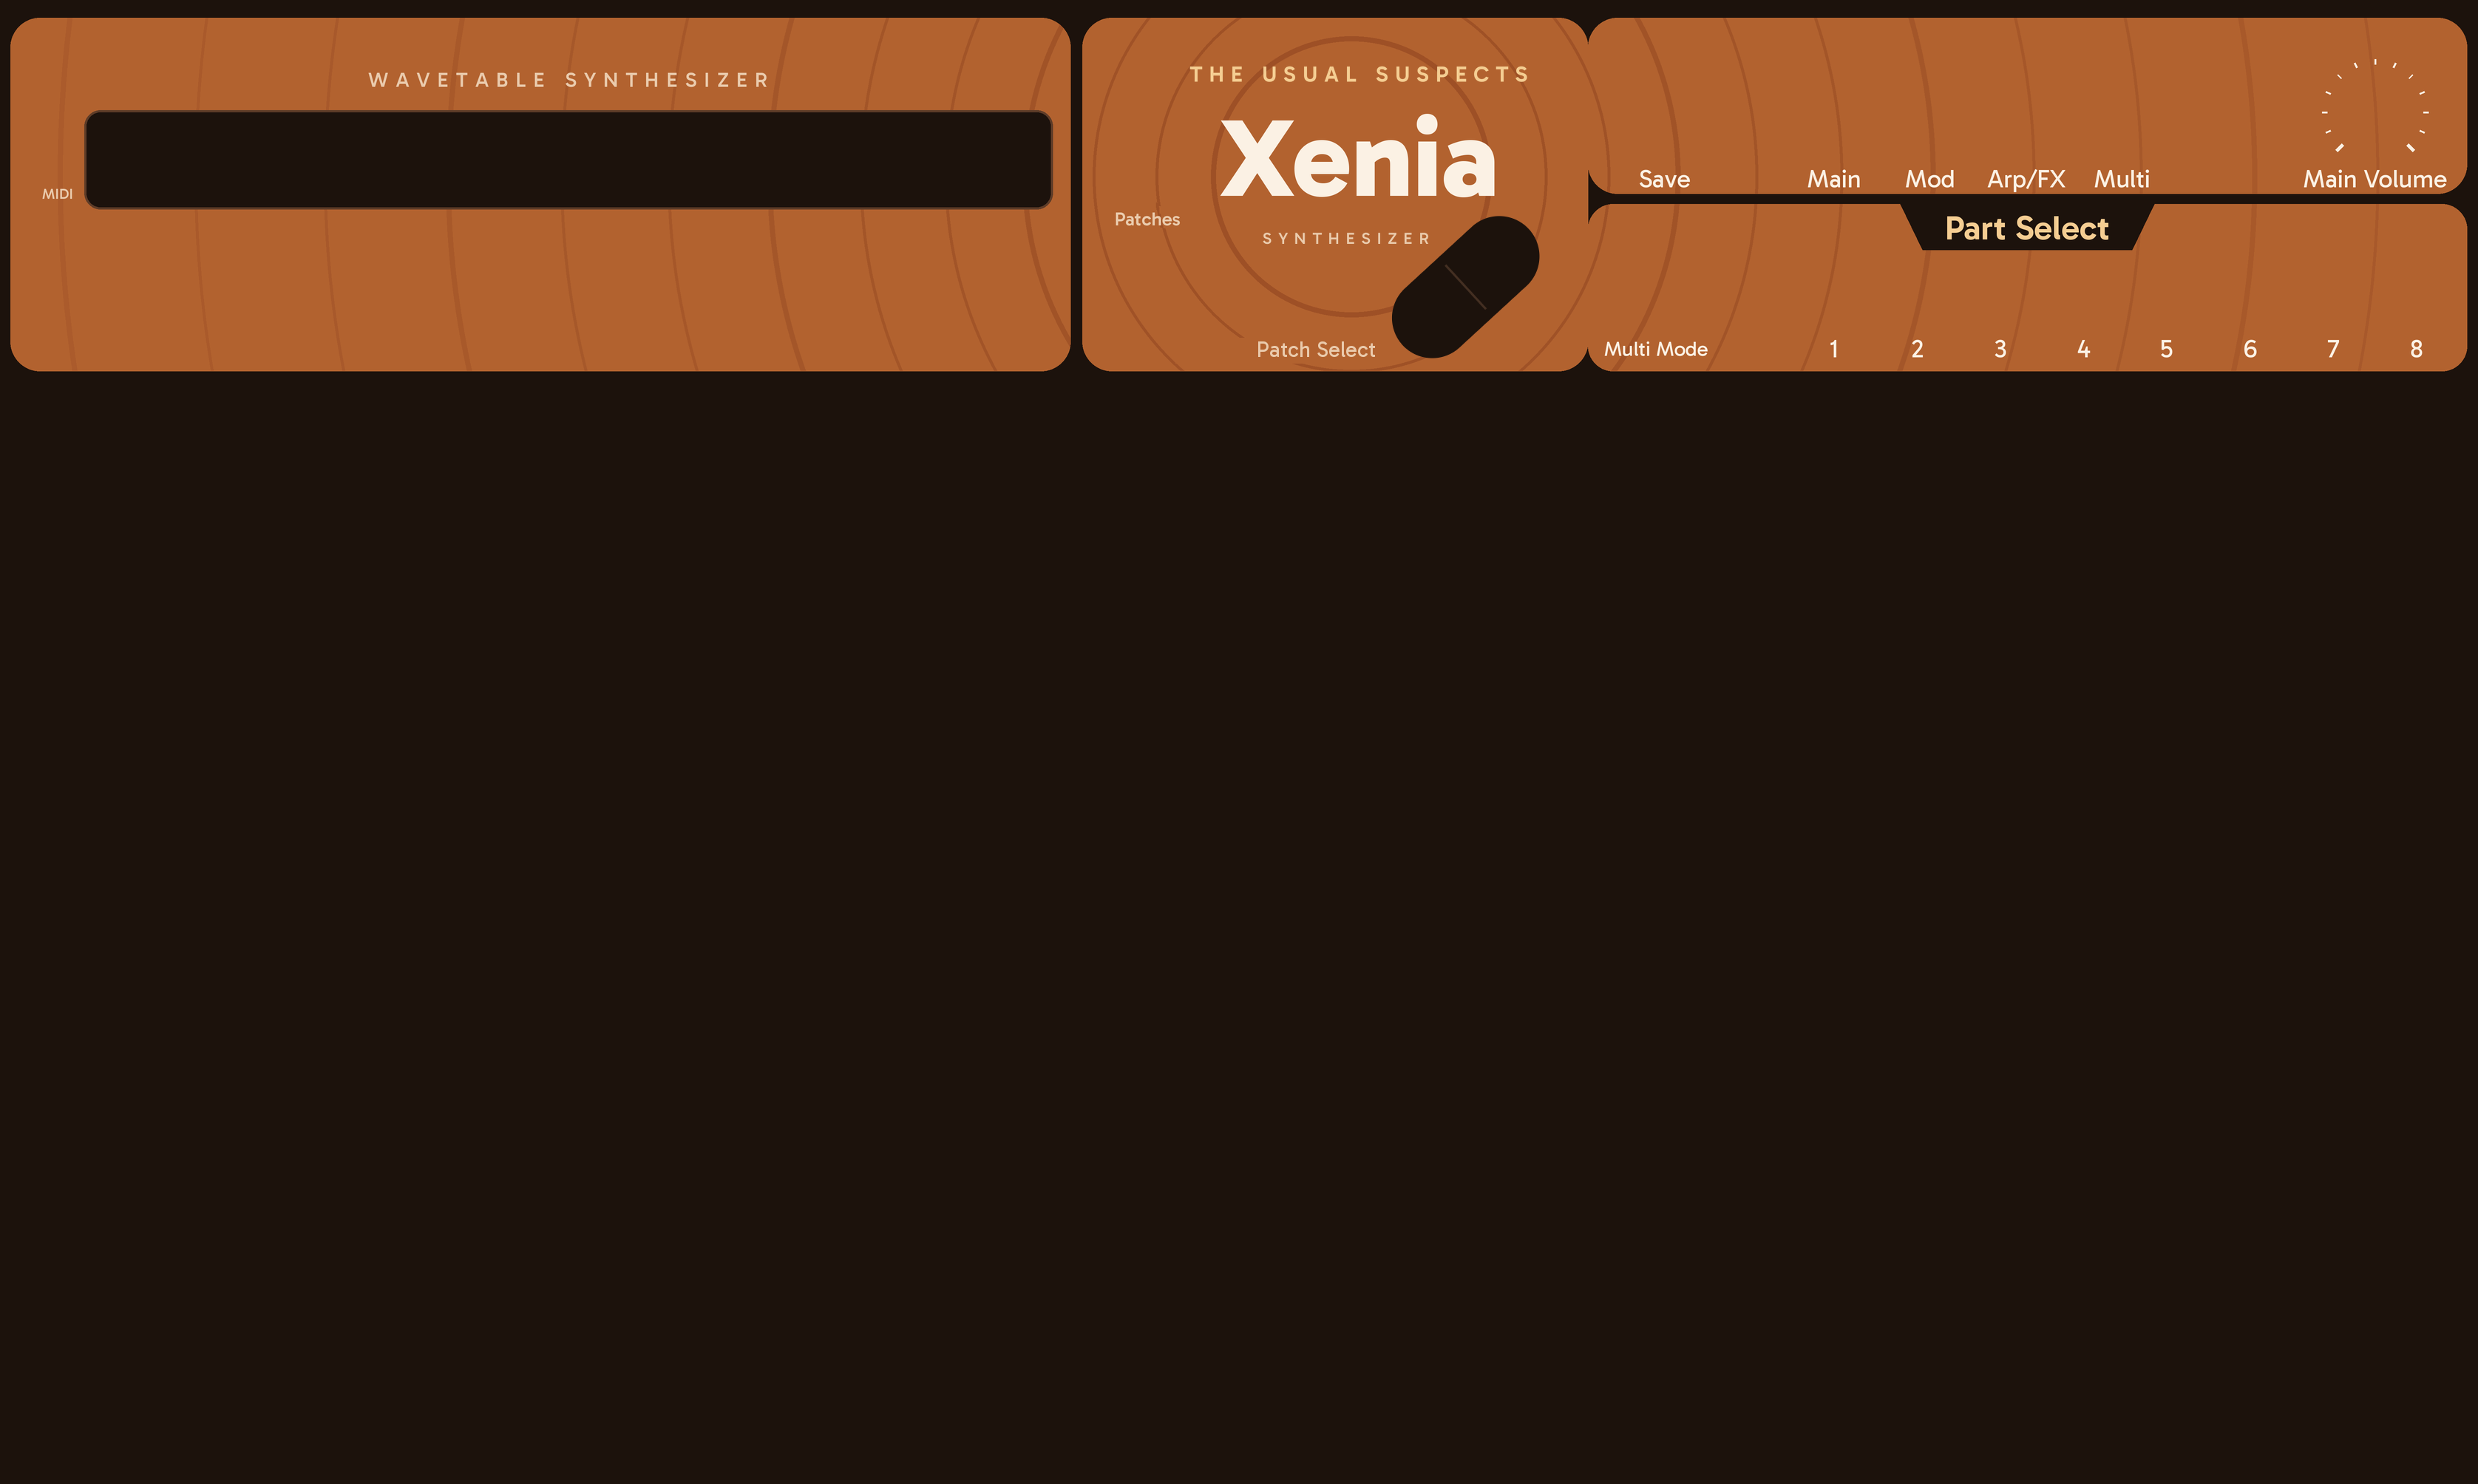 WAVETABLE SYNTHESIZER
MIDI
THE USUAL SUSPECTS
Xenia
Patches
SYNTHESIZER
Patch Select
Save
Main
Mod
Arp/FX
Multi
Main Volume
Part Select
Multi Mode
1 2 3 4 5 6 7 8